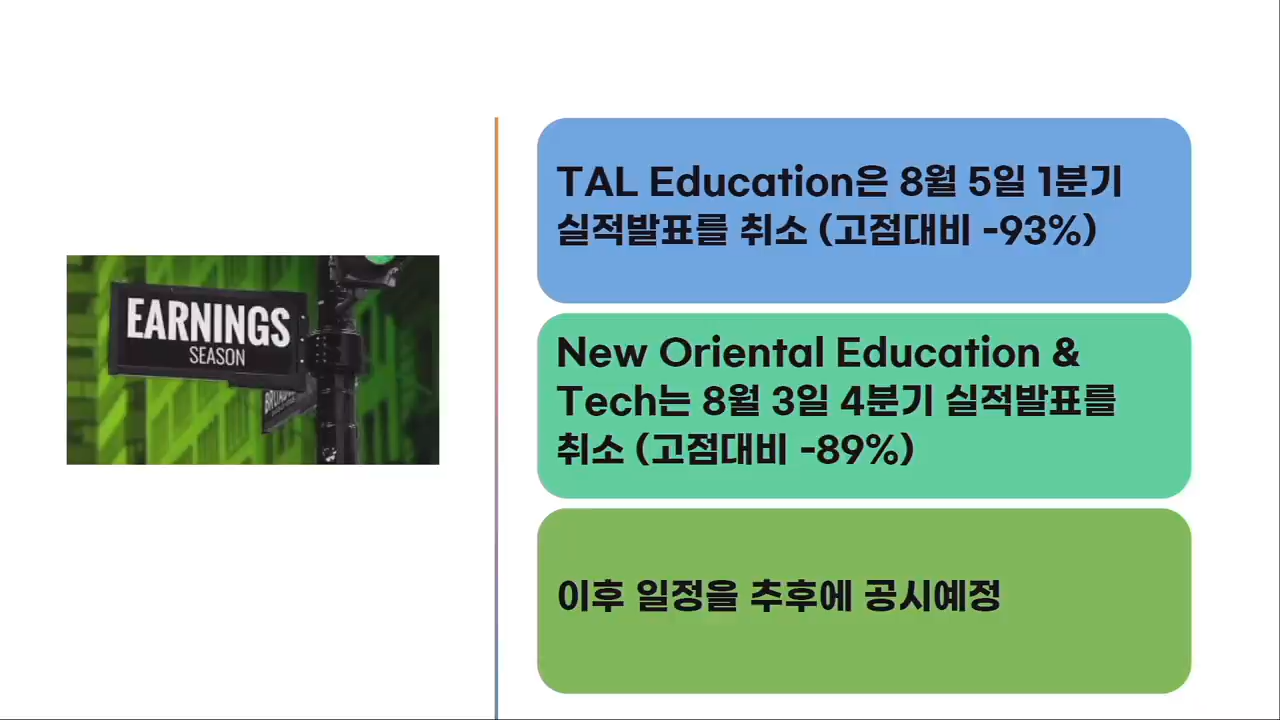 EARNINGS
SEASON
TAL Education은 8월 5일 1분기
실적발표를 취소 (고점대비 -93%)
New Oriental Education &
Tech는 8월 3일 4분기 실적발표를
취소 (고점대비 -89%)
이후 일정을 추후에 공시예정